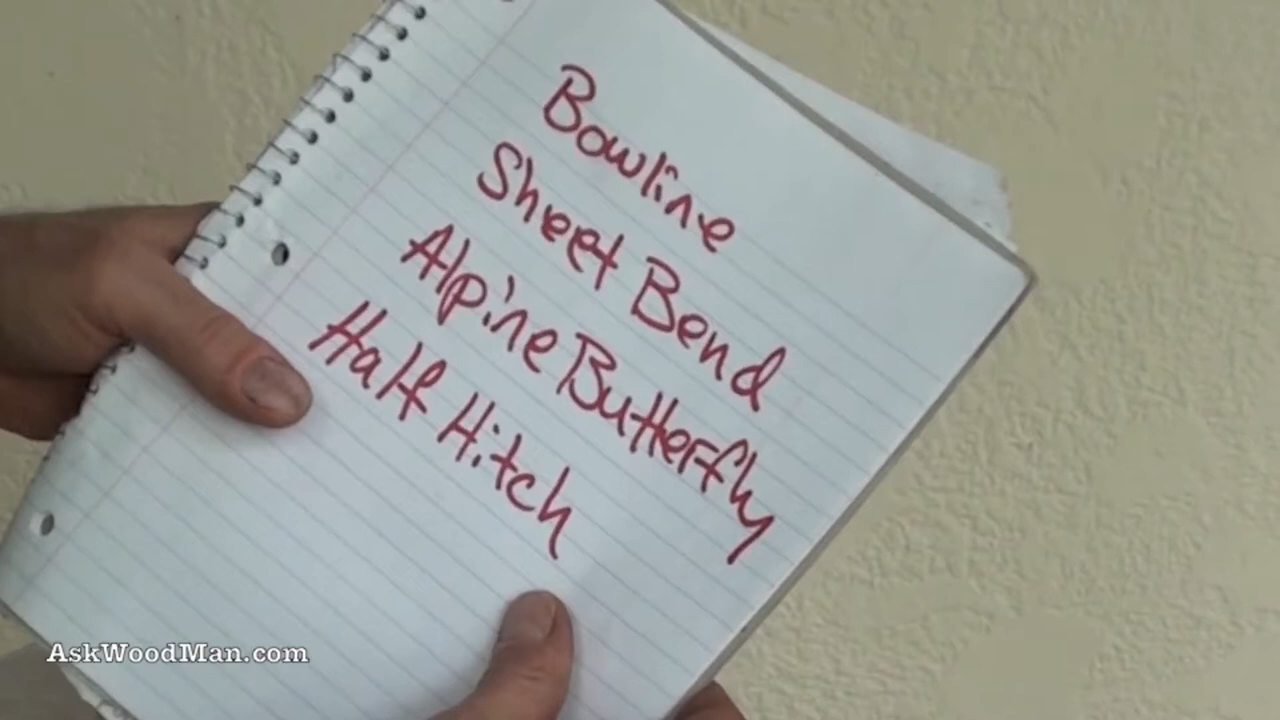 Bowline
Sheet Bend
Alpine Butterfly
Half Hitch
AskWoodMan.com